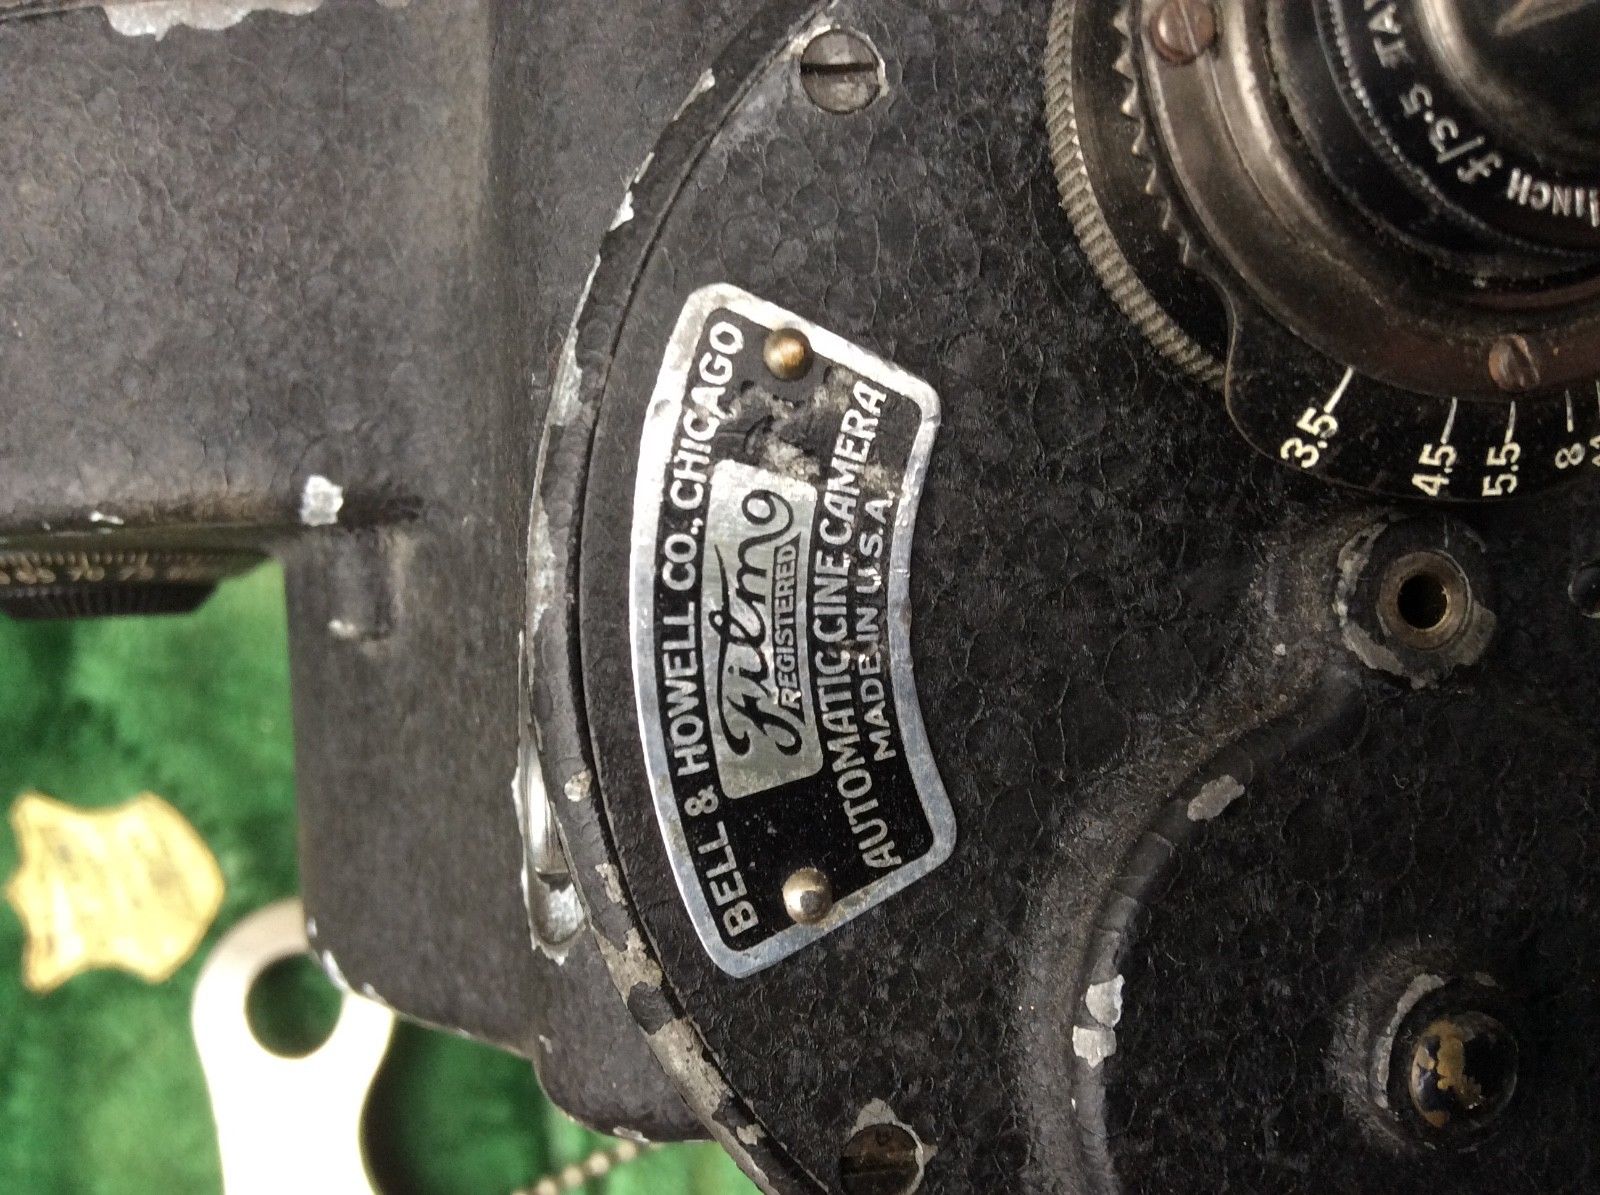 BELL & HOWELL CO., CHICAGO
Filmo
REGISTERED
AUTOMATIC CINE CAMERA
MADE IN U.S.A.
INCH f/3.5
3.5
4.5
5.5
8